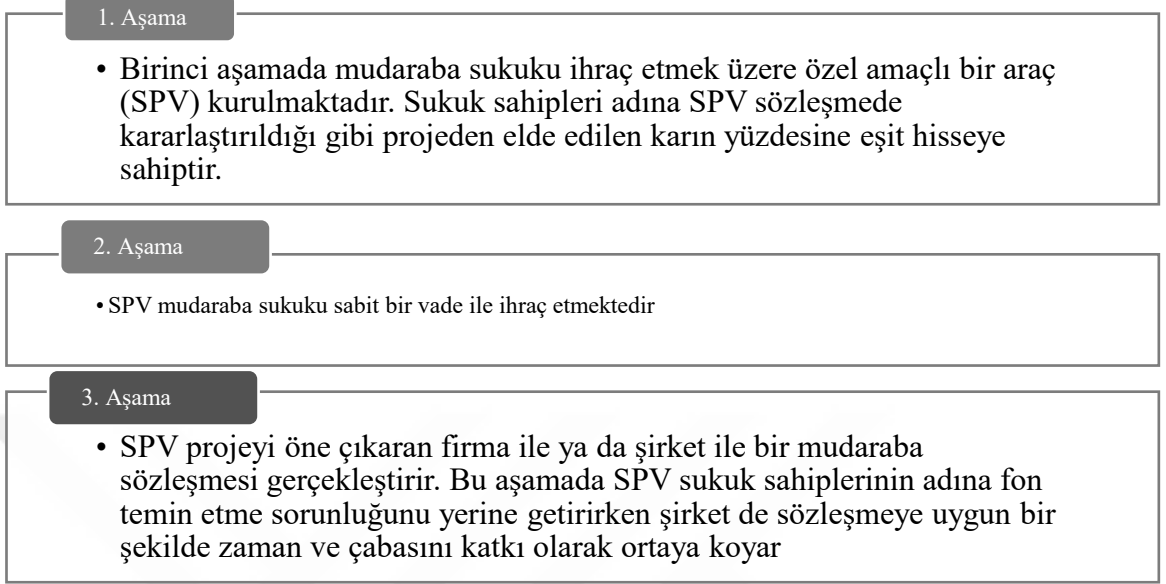 1. Aşama
• Birinci aşamada mudaraba sukuku ihraç etmek üzere özel amaçlı bir araç
(SPV) kurulmaktadır. Sukuk sahipleri adına SPV sözleşmede
kararlaştırıldığı gibi projeden elde edilen karın yüzdesine eşit hisseye
sahiptir.
2. Aşama
• SPV mudaraba sukuku sabit bir vade ile ihraç etmektedir
3. Aşama
• SPV projeyi öne çıkaran firma ile ya da şirket ile bir mudaraba
sözleşmesi gerçekleştirir. Bu aşamada SPV sukuk sahiplerinin adına fon
temin etme sorunluğunu yerine getirirken şirket de sözleşmeye uygun bir
şekilde zaman ve çabasını katkı olarak ortaya koyar